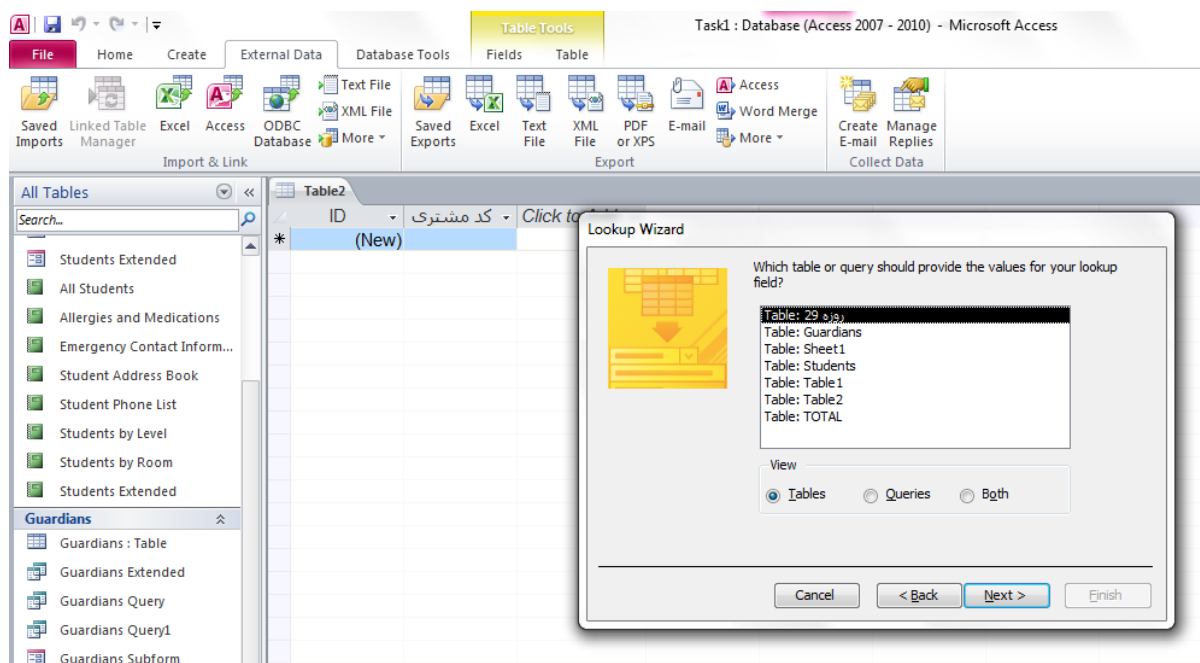 Table Tools
Task1 : Database (Access 2007 - 2010) - Microsoft Access
File Home Create External Data Database Tools Fields Table
Saved Imports
Linked Table Manager
Excel
Access
ODBC Database
Text File
XML File
More
Import & Link
Saved Exports
Excel
Text File
XML File
PDF or XPS
E-mail
Access
Word Merge
More
Export
Create E-mail
Manage Replies
Collect Data
All Tables
Search...
Students Extended
All Students
Allergies and Medications
Emergency Contact Inform...
Student Address Book
Student Phone List
Students by Level
Students by Room
Students Extended
Guardians
Guardians : Table
Guardians Extended
Guardians Query
Guardians Query1
Guardians Subform
Table2
ID کد مشتری Click to Add
(New)
Lookup Wizard
Which table or query should provide the values for your lookup
field?
Table: 29 روزه
Table: Guardians
Table: Sheet1
Table: Students
Table: Table1
Table: Table2
Table: TOTAL
View
Tables Queries Both
Cancel < Back Next > Finish